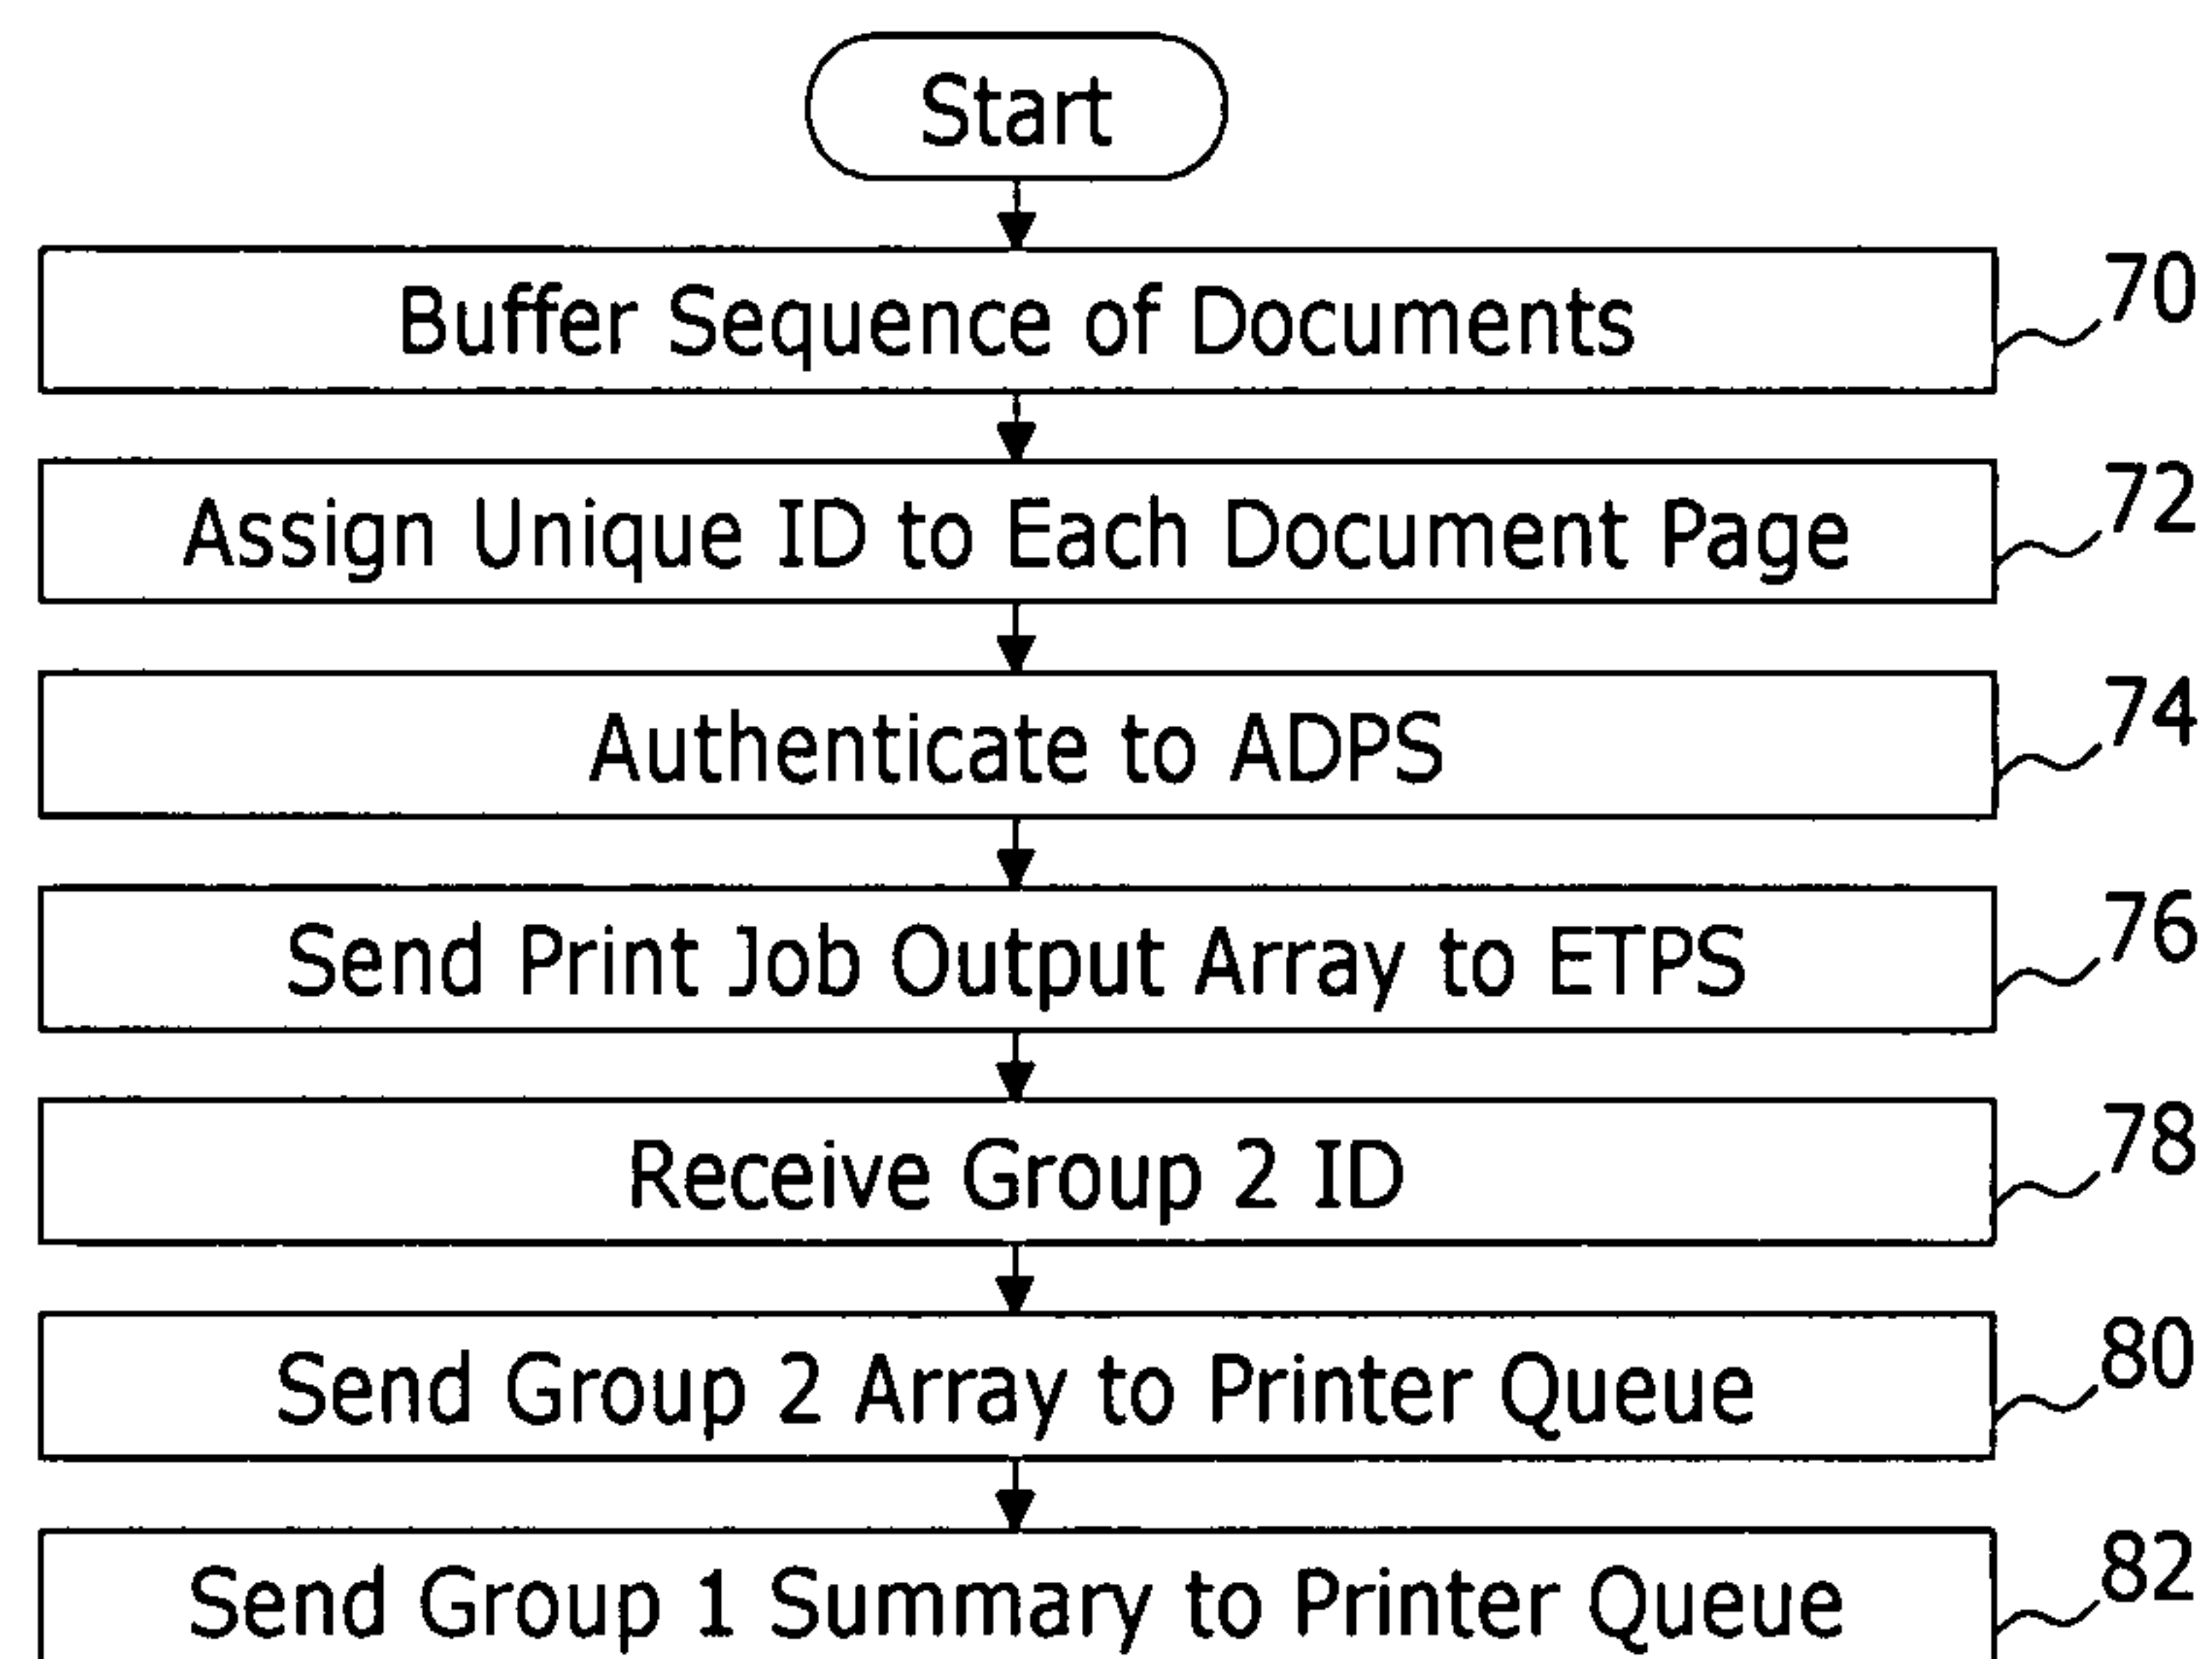 Start
Buffer Sequence of Documents
70
Assign Unique ID to Each Document Page
72
Authenticate to ADPS
74
Send Print Job Output Array to ETPS
76
Receive Group 2 ID
78
Send Group 2 Array to Printer Queue
80
Send Group 1 Summary to Printer Queue
82